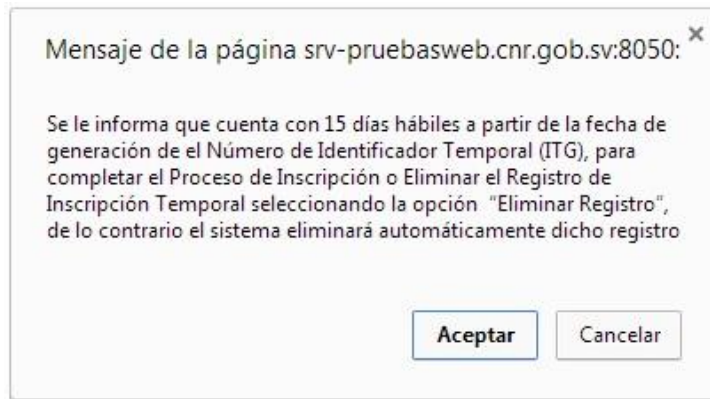 Mensaje de la página srv-pruebasweb.cnr.gob.sv:8050:
Se le informa que cuenta con 15 días hábiles a partir de la fecha de
generación de el Número de Identificador Temporal (ITG), para
completar el Proceso de Inscripción o Eliminar el Registro de
Inscripción Temporal seleccionando la opción “Eliminar Registro”,
de lo contrario el sistema eliminará automáticamente dicho registro
Aceptar
Cancelar